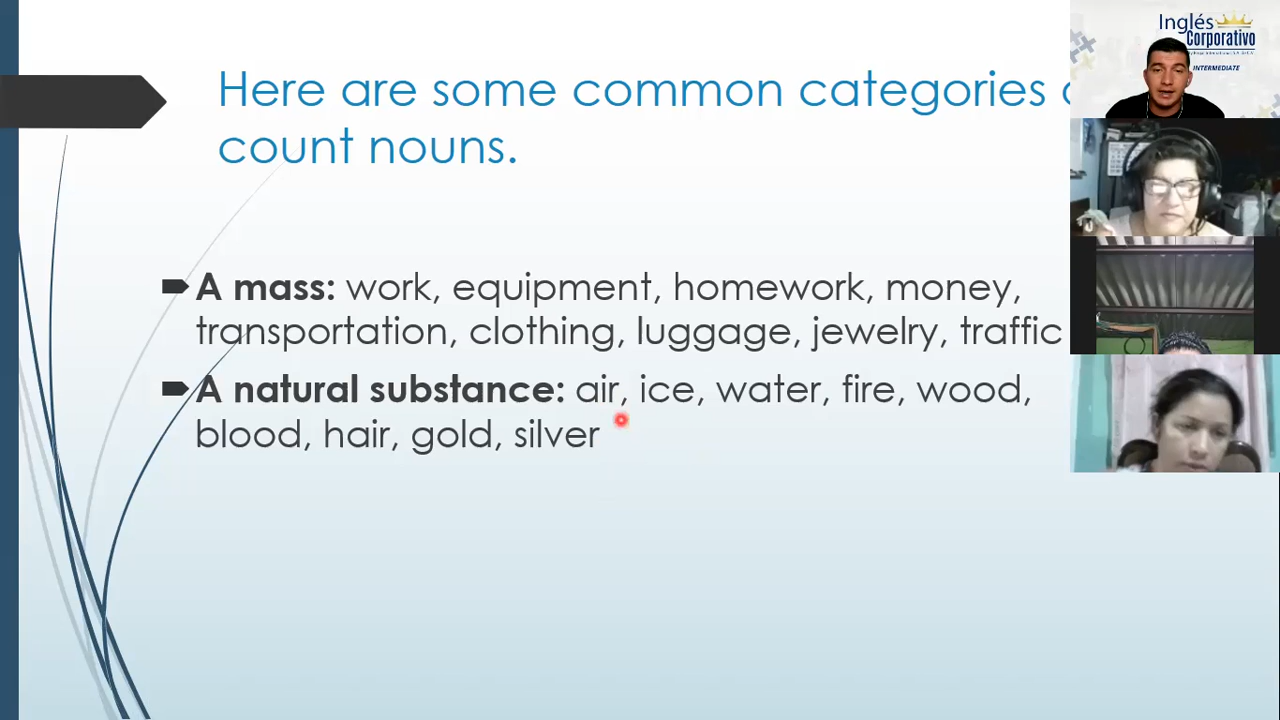 Here are some common categories
count nouns.
A mass: work, equipment, homework, money,
transportation, clothing, luggage, jewelry, traffic
A natural substance: air, ice, water, fire, wood,
blood, hair, gold, silver
Inglés
Corporativo
INTERMEDIATE